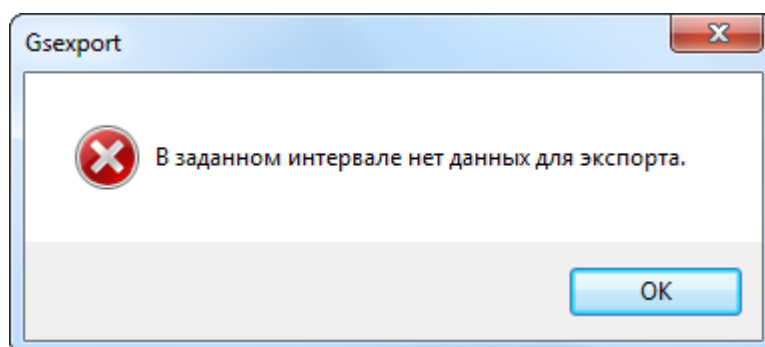 Gsexport
В заданном интервале нет данных для экспорта.
OK